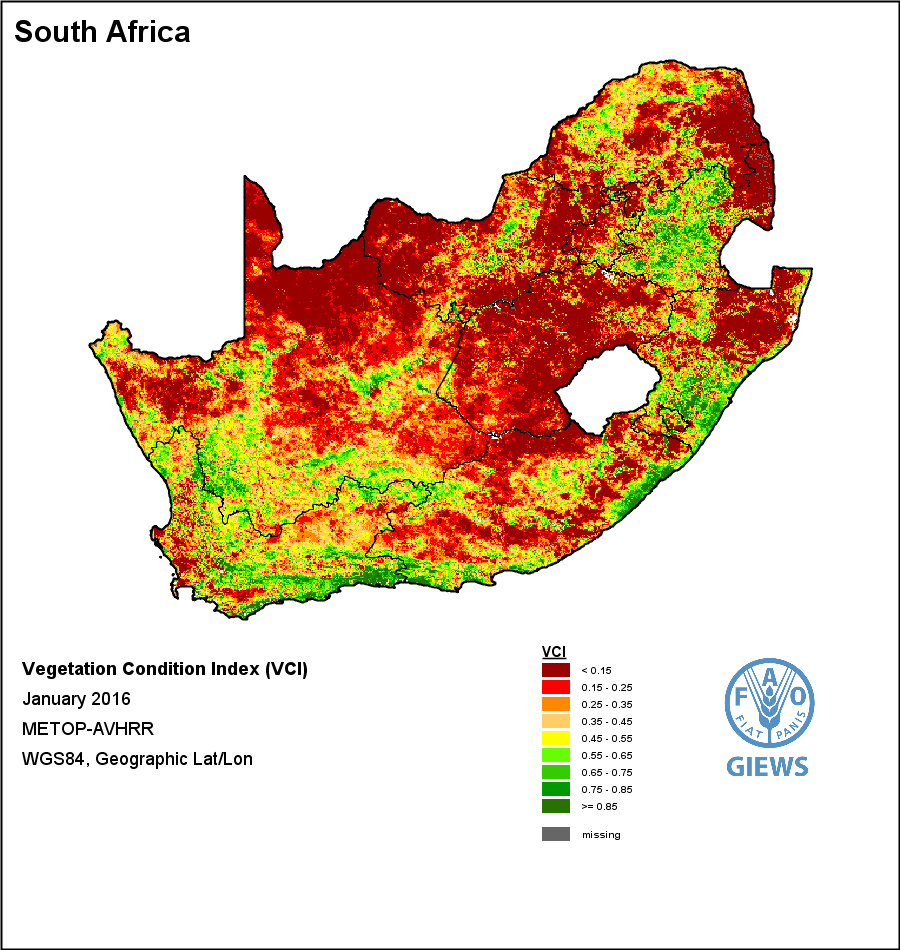 South Africa
Vegetation Condition Index (VCI)
January 2016
METOP-AVHRR
WGS84, Geographic Lat/Lon
VCI
< 0.15
0.15 - 0.25
0.25 - 0.35
0.35 - 0.45
0.45 - 0.55
0.55 - 0.65
0.65 - 0.75
0.75 - 0.85
>= 0.85
missing
F A O
FIAT PANIS
GIEWS